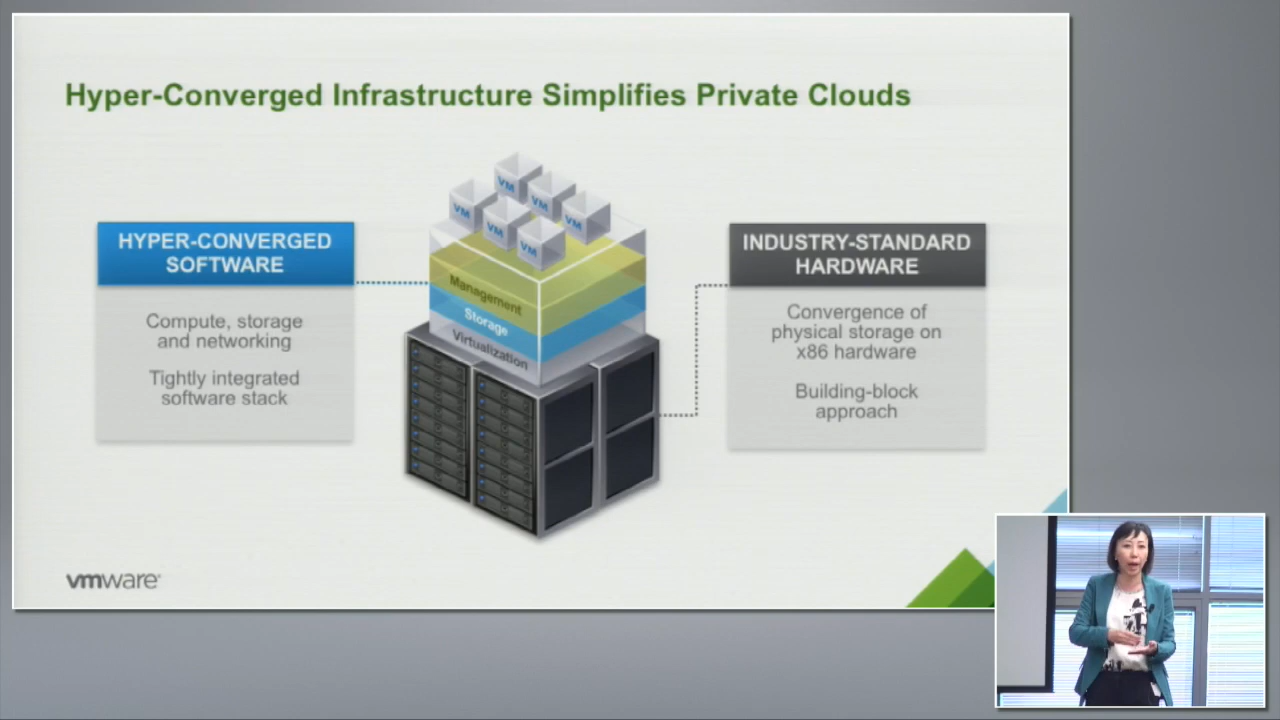 Hyper-Converged Infrastructure Simplifies Private Clouds
HYPER-CONVERGED
SOFTWARE
Compute, storage
and networking
Tightly integrated
software stack
VM
VM
VM
VM
VM
VM
Management
Storage
Virtualization
INDUSTRY-STANDARD
HARDWARE
Convergence of
physical storage on
x86 hardware
Building-block
approach
vmware